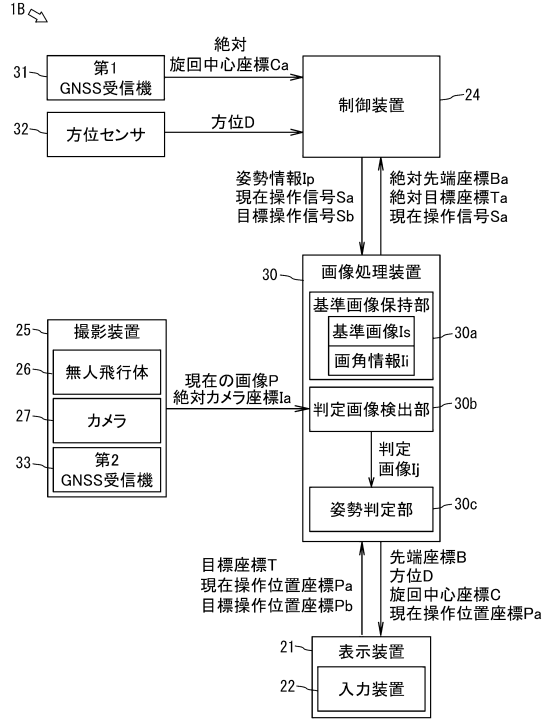 1B
31
第1
GNSS受信機
絶対
旋回中心座標Ca
32
方位センサ
方位D
制御装置
24
姿勢情報Ip
現在操作信号Sa
目標操作信号Sb
絶対先端座標Ba
絶対目標座標Ta
現在操作信号Sa
30
画像処理装置
基準画像保持部
基準画像Is
画角情報Ii
30a
25
撮影装置
26
無人飛行体
27
カメラ
33
第2
GNSS受信機
現在の画像P
絶対カメラ座標Ia
判定画像検出部
30b
判定
画像Ij
姿勢判定部
30c
目標座標T
現在操作位置座標Pa
目標操作位置座標Pb
先端座標B
方位D
旋回中心座標C
現在操作位置座標Pa
21
表示装置
22
入力装置